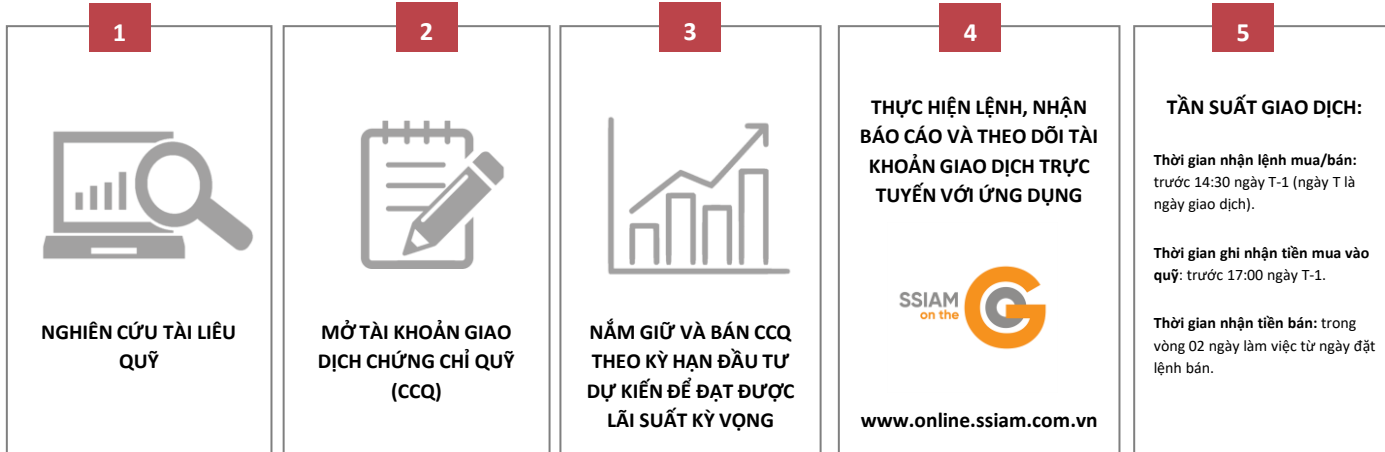 1
NGHIÊN CỨU TÀI LIÊU
QUỸ
2
MỞ TÀI KHOẢN GIAO
DỊCH CHỨNG CHỈ QUỸ
(CCQ)
3
NẮM GIỮ VÀ BÁN CCQ
THEO KỲ HẠN ĐẦU TƯ
DỰ KIẾN ĐỂ ĐẠT ĐƯỢC
LÃI SUẤT KỲ VỌNG
4
THỰC HIỆN LỆNH, NHẬN
BÁO CÁO VÀ THEO DÕI TÀI
KHOẢN GIAO DỊCH TRỰC
TUYẾN VỚI ỨNG DỤNG
SSIAM
on the
GO
www.online.ssiam.com.vn
5
TẦN SUẤT GIAO DỊCH:
Thời gian nhận lệnh mua/bán:
trước 14:30 ngày T-1 (ngày T là
ngày giao dịch).
Thời gian ghi nhận tiền mua vào
quỹ: trước 17:00 ngày T-1.
Thời gian nhận tiền bán: trong
vòng 02 ngày làm việc từ ngày đặt
lệnh bán.